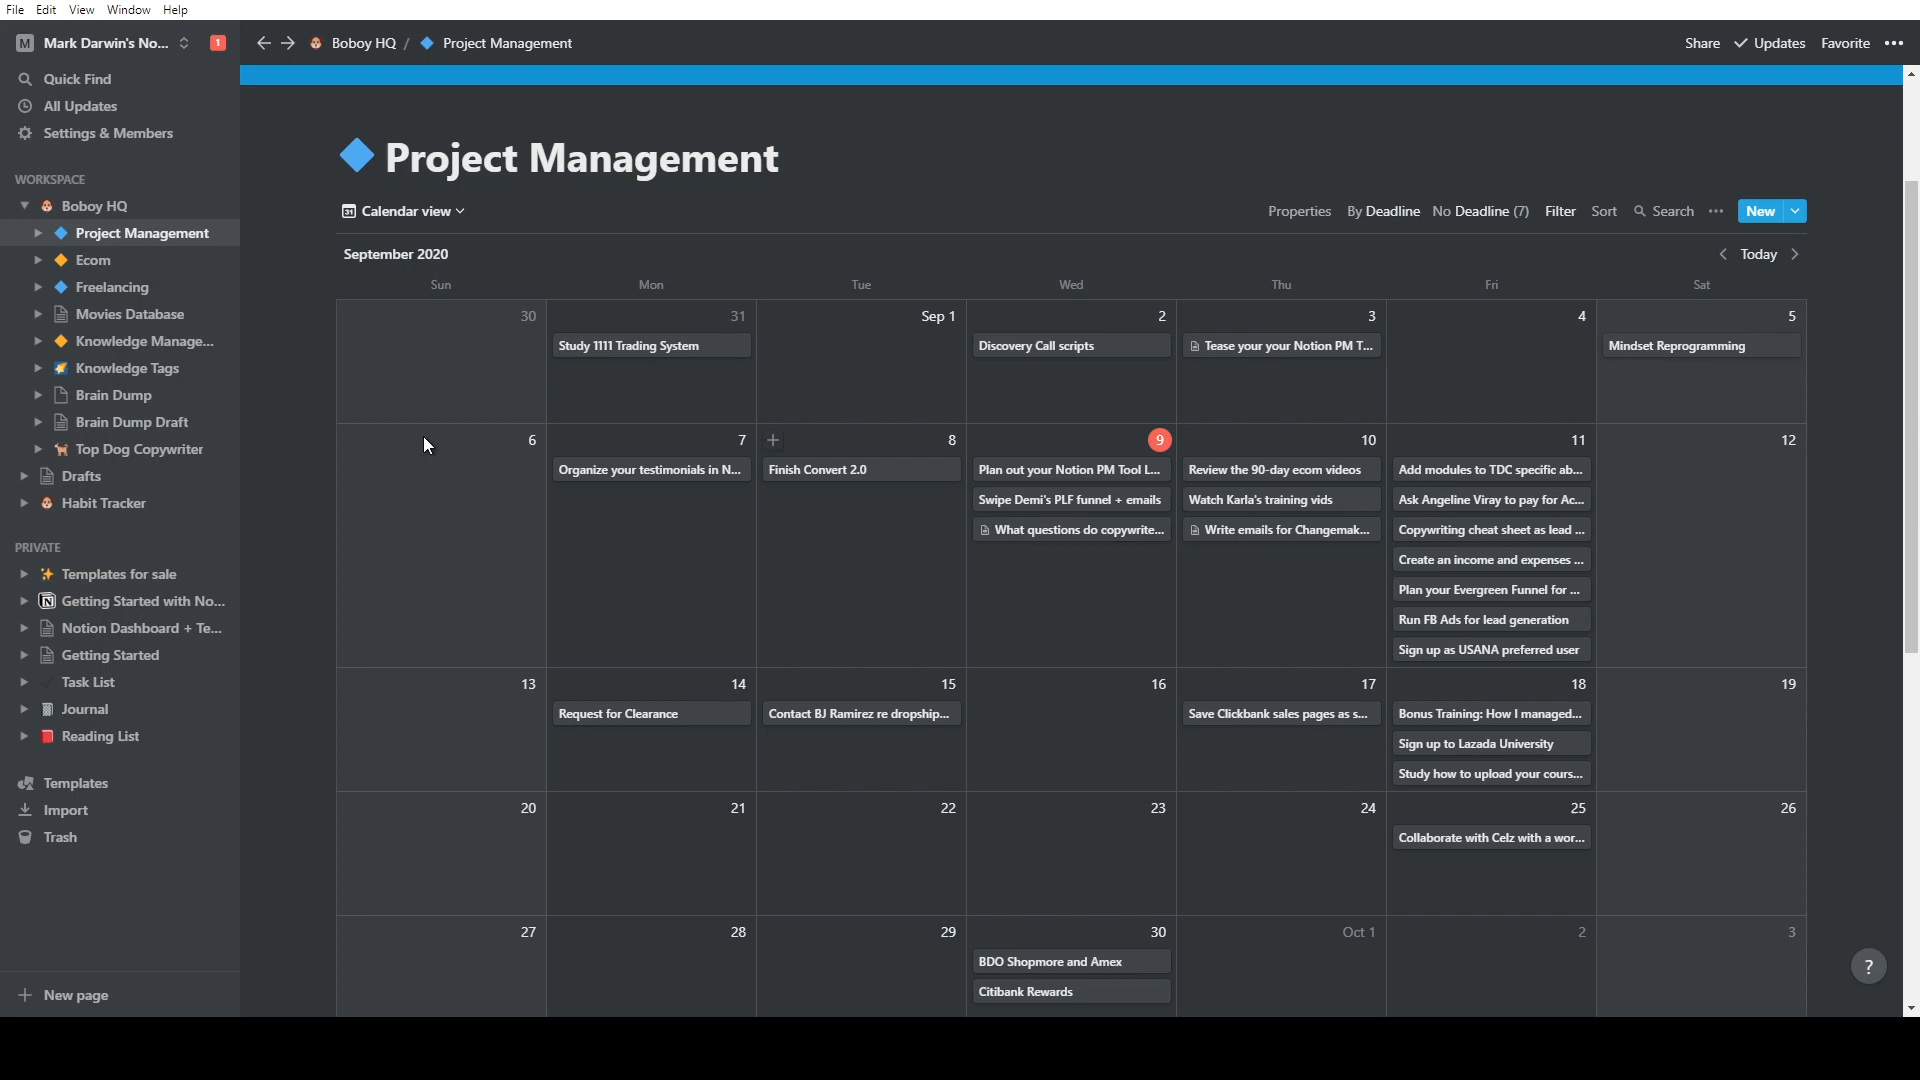 File Edit View Window Help
M Mark Darwin's No... 1
Boboy HQ / Project Management
Share Updates Favorite
Quick Find
All Updates
Settings & Members
WORKSPACE
Boboy HQ
Project Management
Ecom
Freelancing
Movies Database
Knowledge Manage...
Knowledge Tags
Brain Dump
Brain Dump Draft
Top Dog Copywriter
Drafts
Habit Tracker
PRIVATE
Templates for sale
Getting Started with No...
Notion Dashboard + Te...
Getting Started
Task List
Journal
Reading List
Templates
Import
Trash
New page
Project Management
31 Calendar view
Properties By Deadline No Deadline (7) Filter Sort Search New
September 2020
Today
Sun Mon Tue Wed Thu Fri Sat
30 31 Sep 1 2 3 4 5
Study 1111 Trading System
Discovery Call scripts
Tease your your Notion PM T...
Mindset Reprogramming
6 7 8 9 10 11 12
Organize your testimonials in N...
Finish Convert 2.0
Plan out your Notion PM Tool L...
Swipe Demi's PLF funnel + emails
What questions do copywrite...
Review the 90-day ecom videos
Watch Karla's training vids
Write emails for Changemak...
Add modules to TDC specific ab...
Ask Angeline Viray to pay for Ac...
Copywriting cheat sheet as lead ...
Create an income and expenses ...
Plan your Evergreen Funnel for ...
Run FB Ads for lead generation
Sign up as USANA preferred user
13 14 15 16 17 18 19
Request for Clearance
Contact BJ Ramirez re dropship...
Save Clickbank sales pages as s...
Bonus Training: How I managed...
Sign up to Lazada University
Study how to upload your cours...
20 21 22 23 24 25 26
Collaborate with Celz with a wor...
27 28 29 30 Oct 1 2 3
BDO Shopmore and Amex
Citibank Rewards
?